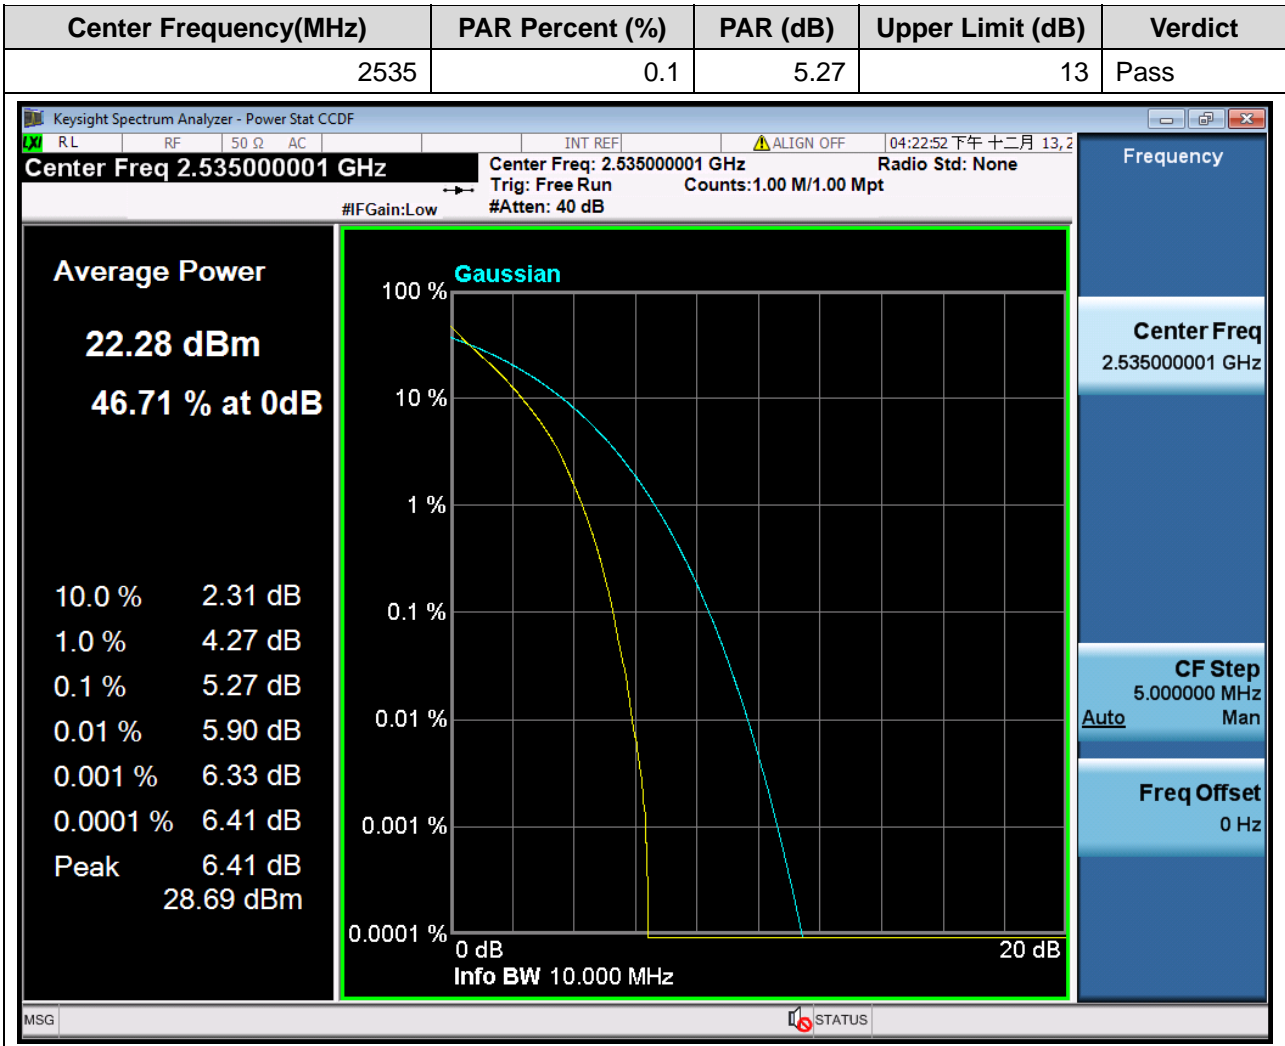 Center Frequency(MHz) PAR Percent (%) PAR (dB) Upper Limit (dB) Verdict
2535 0.1 5.27 13 Pass
Keysight Spectrum Analyzer - Power Stat CCDF
LXI RL RF 50 Ω AC INT REF ALIGN OFF 04:22:52 下午 十二月 13, 2
Center Freq 2.535000001 GHz
#IFGain:Low
Center Freq: 2.535000001 GHz Radio Std: None
Trig: Free Run Counts:1.00 M/1.00 Mpt
#Atten: 40 dB
Average Power
22.28 dBm
46.71 % at 0dB
10.0 % 2.31 dB
1.0 % 4.27 dB
0.1 % 5.27 dB
0.01 % 5.90 dB
0.001 % 6.33 dB
0.0001 % 6.41 dB
Peak 6.41 dB
28.69 dBm
Gaussian
100 %
10 %
1 %
0.1 %
0.01 %
0.001 %
0.0001 %
0 dB 20 dB
Info BW 10.000 MHz
Frequency
Center Freq
2.535000001 GHz
CF Step
5.000000 MHz
Auto Man
Freq Offset
0 Hz
MSG STATUS